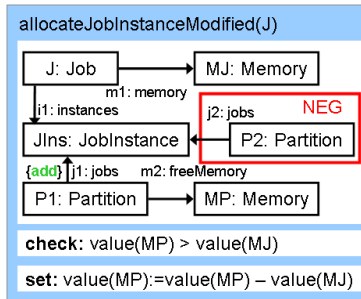 allocateJobInstanceModified(J)
J: Job
MJ: Memory
m1: memory
i1: instances
NEG
j2: jobs
JIns: JobInstance
P2: Partition
{add} j1: jobs
m2: freeMemory
P1: Partition
MP: Memory
check: value(MP) > value(MJ)
set: value(MP):=value(MP) – value(MJ)